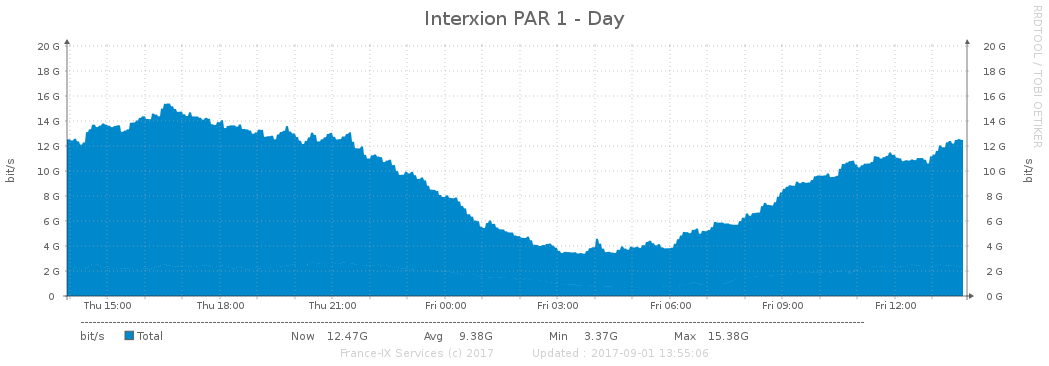 Interxion PAR 1 - Day
RRDTOOL / TOBI OETIKER
20 G 20 G
18 G 18 G
16 G 16 G
14 G 14 G
12 G 12 G
10 G 10 G
8 G 8 G
6 G 6 G
4 G 4 G
2 G 2 G
0 0 G
bit/s
bit/s
Thu 15:00 Thu 18:00 Thu 21:00 Fri 00:00 Fri 03:00 Fri 06:00 Fri 09:00 Fri 12:00
bit/s Total Now 12.47G Avg 9.38G Min 3.37G Max 15.38G
France-IX Services (c) 2017 Updated : 2017-09-01 13:55:06